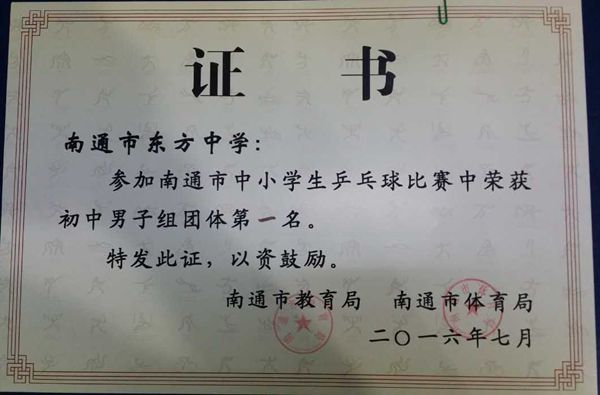 证 书
南通市东方中学：
参加南通市中小学生乒乓球比赛中荣获
初中男子组团体第一名。
特发此证，以资鼓励。
南通市教育局 南通市体育局
二〇一六年七月